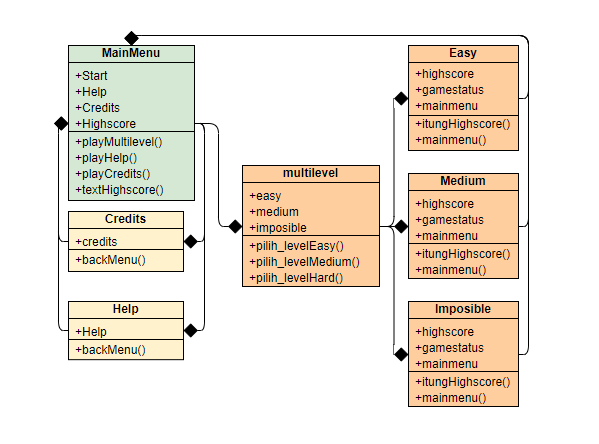 MainMenu
+Start
+Help
+Credits
+Highscore
+playMultilevel()
+playHelp()
+playCredits()
+textHighscore()
Credits
+credits
+backMenu()
Help
+Help
+backMenu()
multilevel
+easy
+medium
+imposible
+pilih_levelEasy()
+pilih_levelMedium()
+pilih_levelHard()
Easy
+highscore
+gamestatus
+mainmenu
+itungHighscore()
+mainmenu()
Medium
+highscore
+gamestatus
+mainmenu
+itungHighscore()
+mainmenu()
Imposible
+highscore
+gamestatus
+mainmenu
+itungHighscore()
+mainmenu()